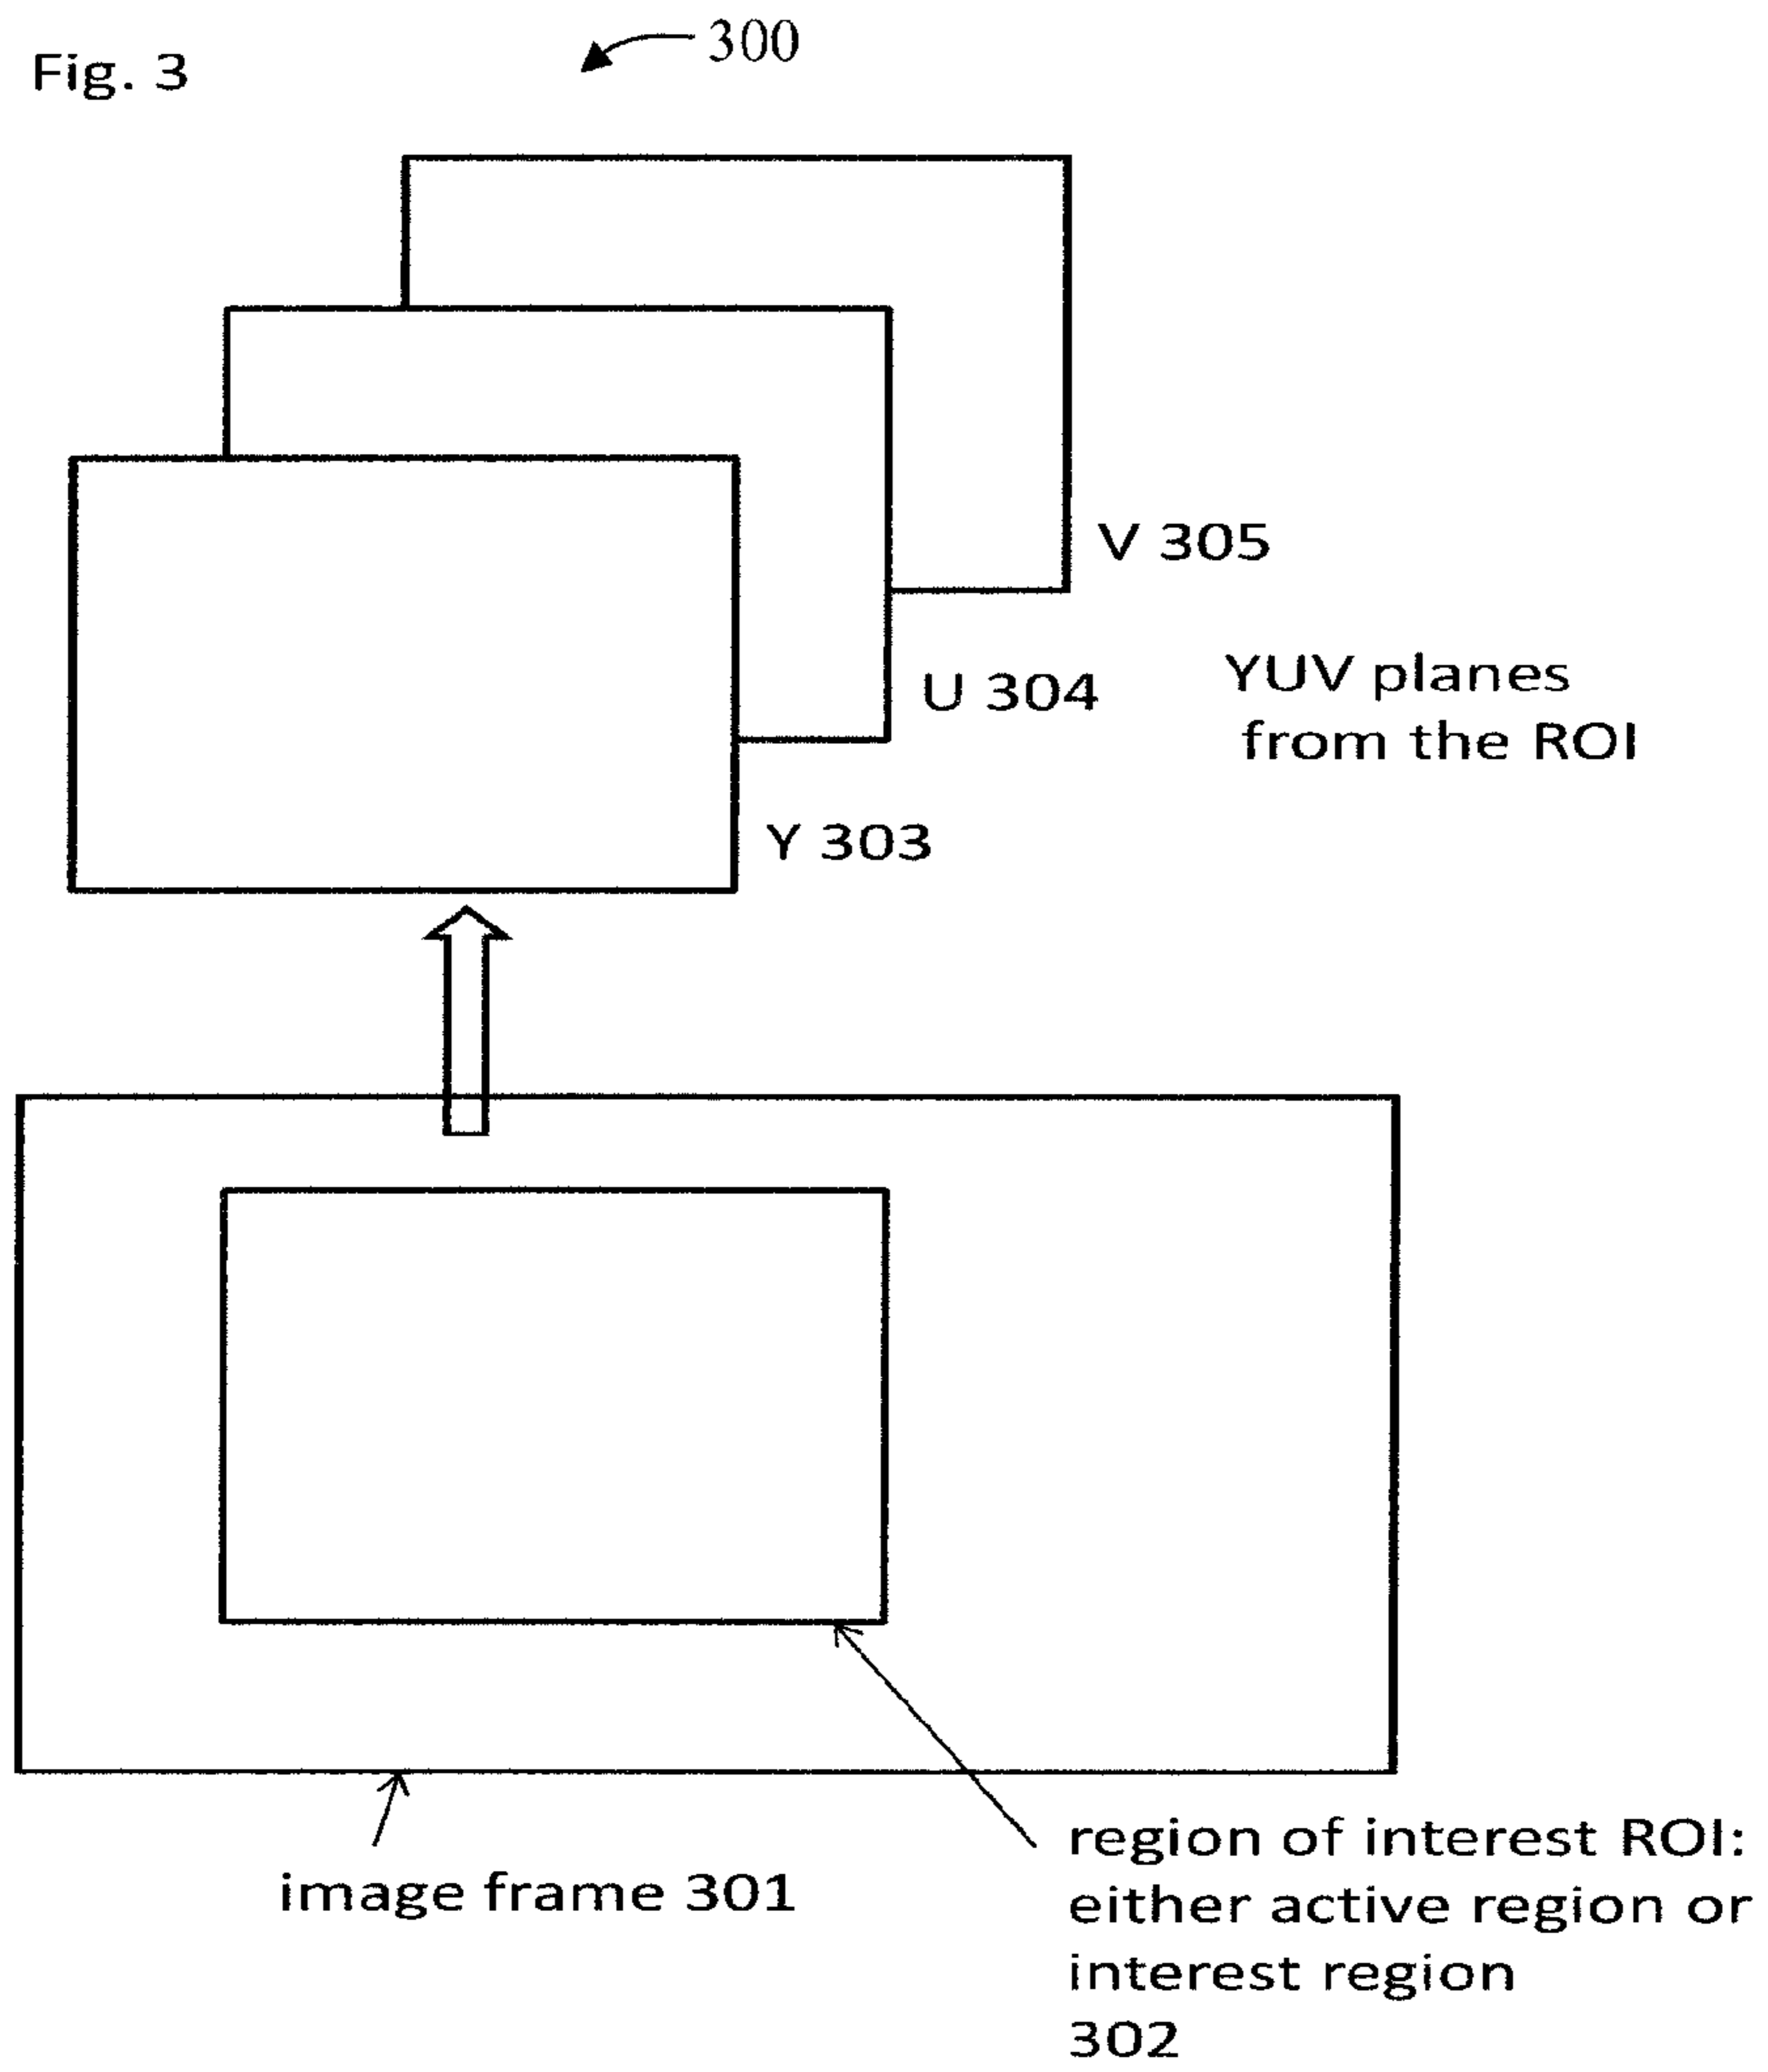 Fig. 3
300
V 305
U 304
YUV planes
from the ROI
Y 303
image frame 301
region of interest ROI:
either active region or
interest region
302